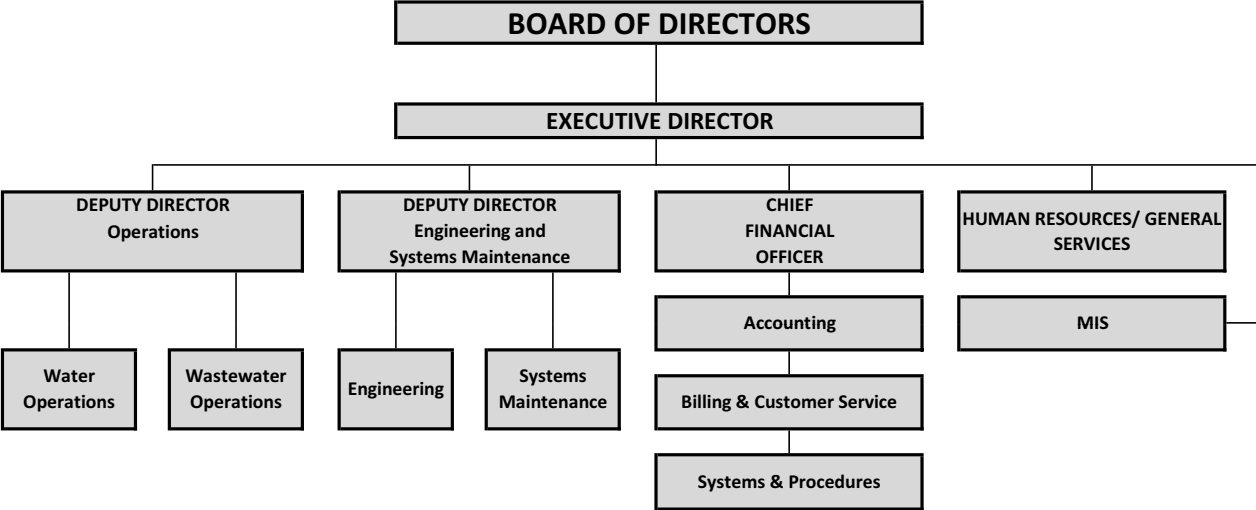 BOARD OF DIRECTORS
EXECUTIVE DIRECTOR
DEPUTY DIRECTOR
Operations
DEPUTY DIRECTOR
Engineering and
Systems Maintenance
CHIEF
FINANCIAL
OFFICER
HUMAN RESOURCES/ GENERAL
SERVICES
Accounting
MIS
Water
Operations
Wastewater
Operations
Engineering
Systems
Maintenance
Billing & Customer Service
Systems & Procedures